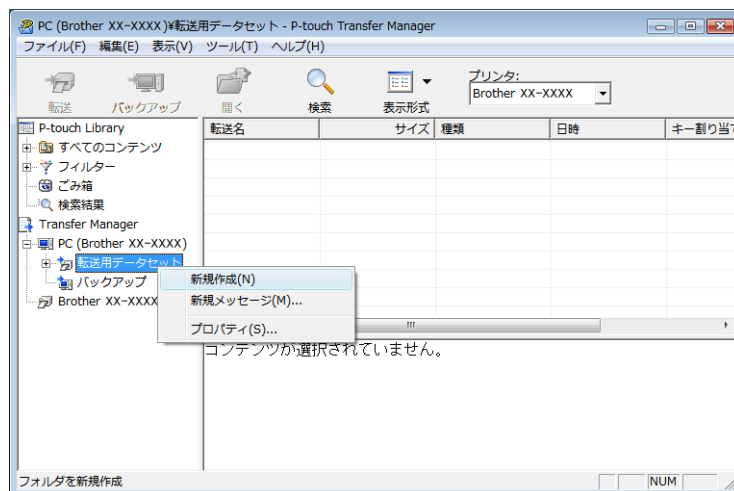 PC (Brother XX-XXXX)¥転送用データセット - P-touch Transfer Manager
ファイル(F) 編集(E) 表示(V) ツール(T) ヘルプ(H)
転送 バックアップ 開く 検索 表示形式
プリンタ:
Brother XX-XXXX
P-touch Library
すべてのコンテンツ
フィルター
ごみ箱
検索結果
Transfer Manager
PC (Brother XX-XXXX)
転送用データセット
バックアップ
Brother XX-XXXX
転送名 サイズ 種類 日時 キー割り当て
新規作成(N)
新規メッセージ(M)...
プロパティ(S)...
コンテンツが選択されていません。
フォルダを新規作成
NUM